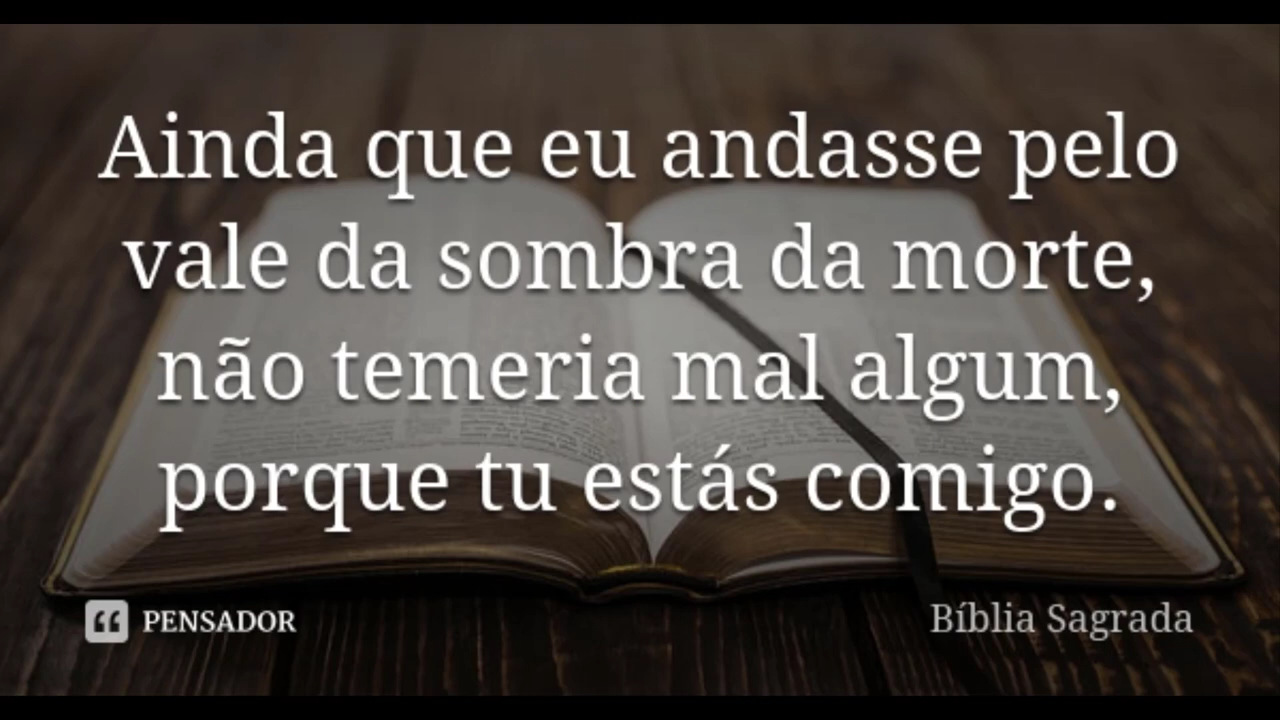 Ainda que eu andasse pelo
vale da sombra da morte,
não temeria mal algum,
porque tu estás comigo.
PENSADOR
Bíblia Sagrada